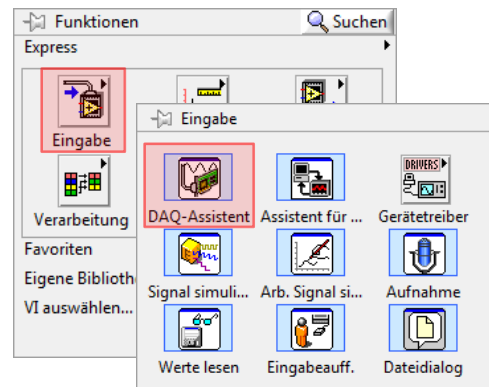 Funktionen
Suchen
Express
Eingabe
Verarbeitung
Favoriten
Eigene Biblioth
VI auswählen...
Eingabe
DRIVERS
DAQ-Assistent Assistent für ... Gerätetreiber
Signal simuli... Arb. Signal si... Aufnahme
Werte lesen Eingabeauff. Dateidialog